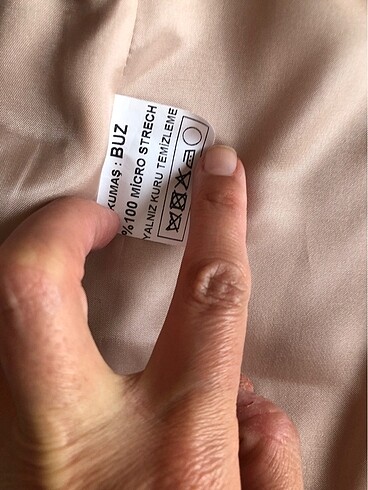 KUMAŞ : BUZ
%100 MİCRO STRECH
YALNIZ KURU TEMİZLEME